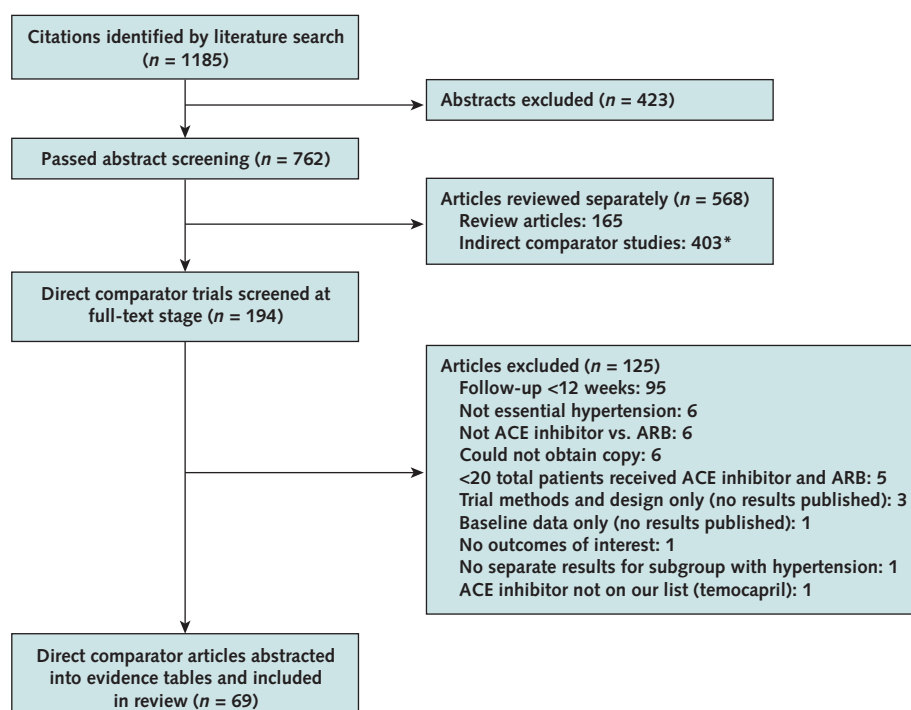 Citations identified by literature search
(n = 1185)
Abstracts excluded (n = 423)
Passed abstract screening (n = 762)
Articles reviewed separately (n = 568)
Review articles: 165
Indirect comparator studies: 403*
Direct comparator trials screened at
full-text stage (n = 194)
Articles excluded (n = 125)
Follow-up <12 weeks: 95
Not essential hypertension: 6
Not ACE inhibitor vs. ARB: 6
Could not obtain copy: 6
<20 total patients received ACE inhibitor and ARB: 5
Trial methods and design only (no results published): 3
Baseline data only (no results published): 1
No outcomes of interest: 1
No separate results for subgroup with hypertension: 1
ACE inhibitor not on our list (temocapril): 1
Direct comparator articles abstracted
into evidence tables and included
in review (n = 69)